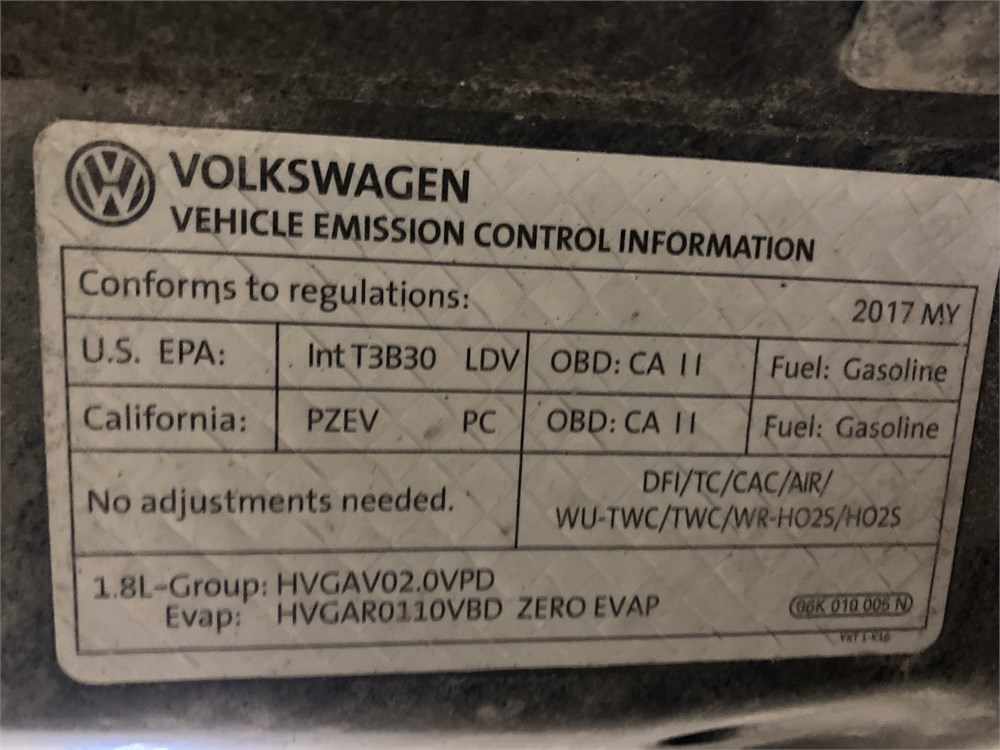 VOLKSWAGEN
VEHICLE EMISSION CONTROL INFORMATION
Conforms to regulations: 2017 MY
U.S. EPA: Int T3B30 LDV OBD: CA II Fuel: Gasoline
California: PZEV PC OBD: CA II Fuel: Gasoline
No adjustments needed.
DFI/TC/CAC/AIR/
WU-TWC/TWC/WR-HO2S/HO2S
1.8L-Group: HVGAV02.0VPD
Evap: HVGAR0110VBD ZERO EVAP
06K 010 005 N